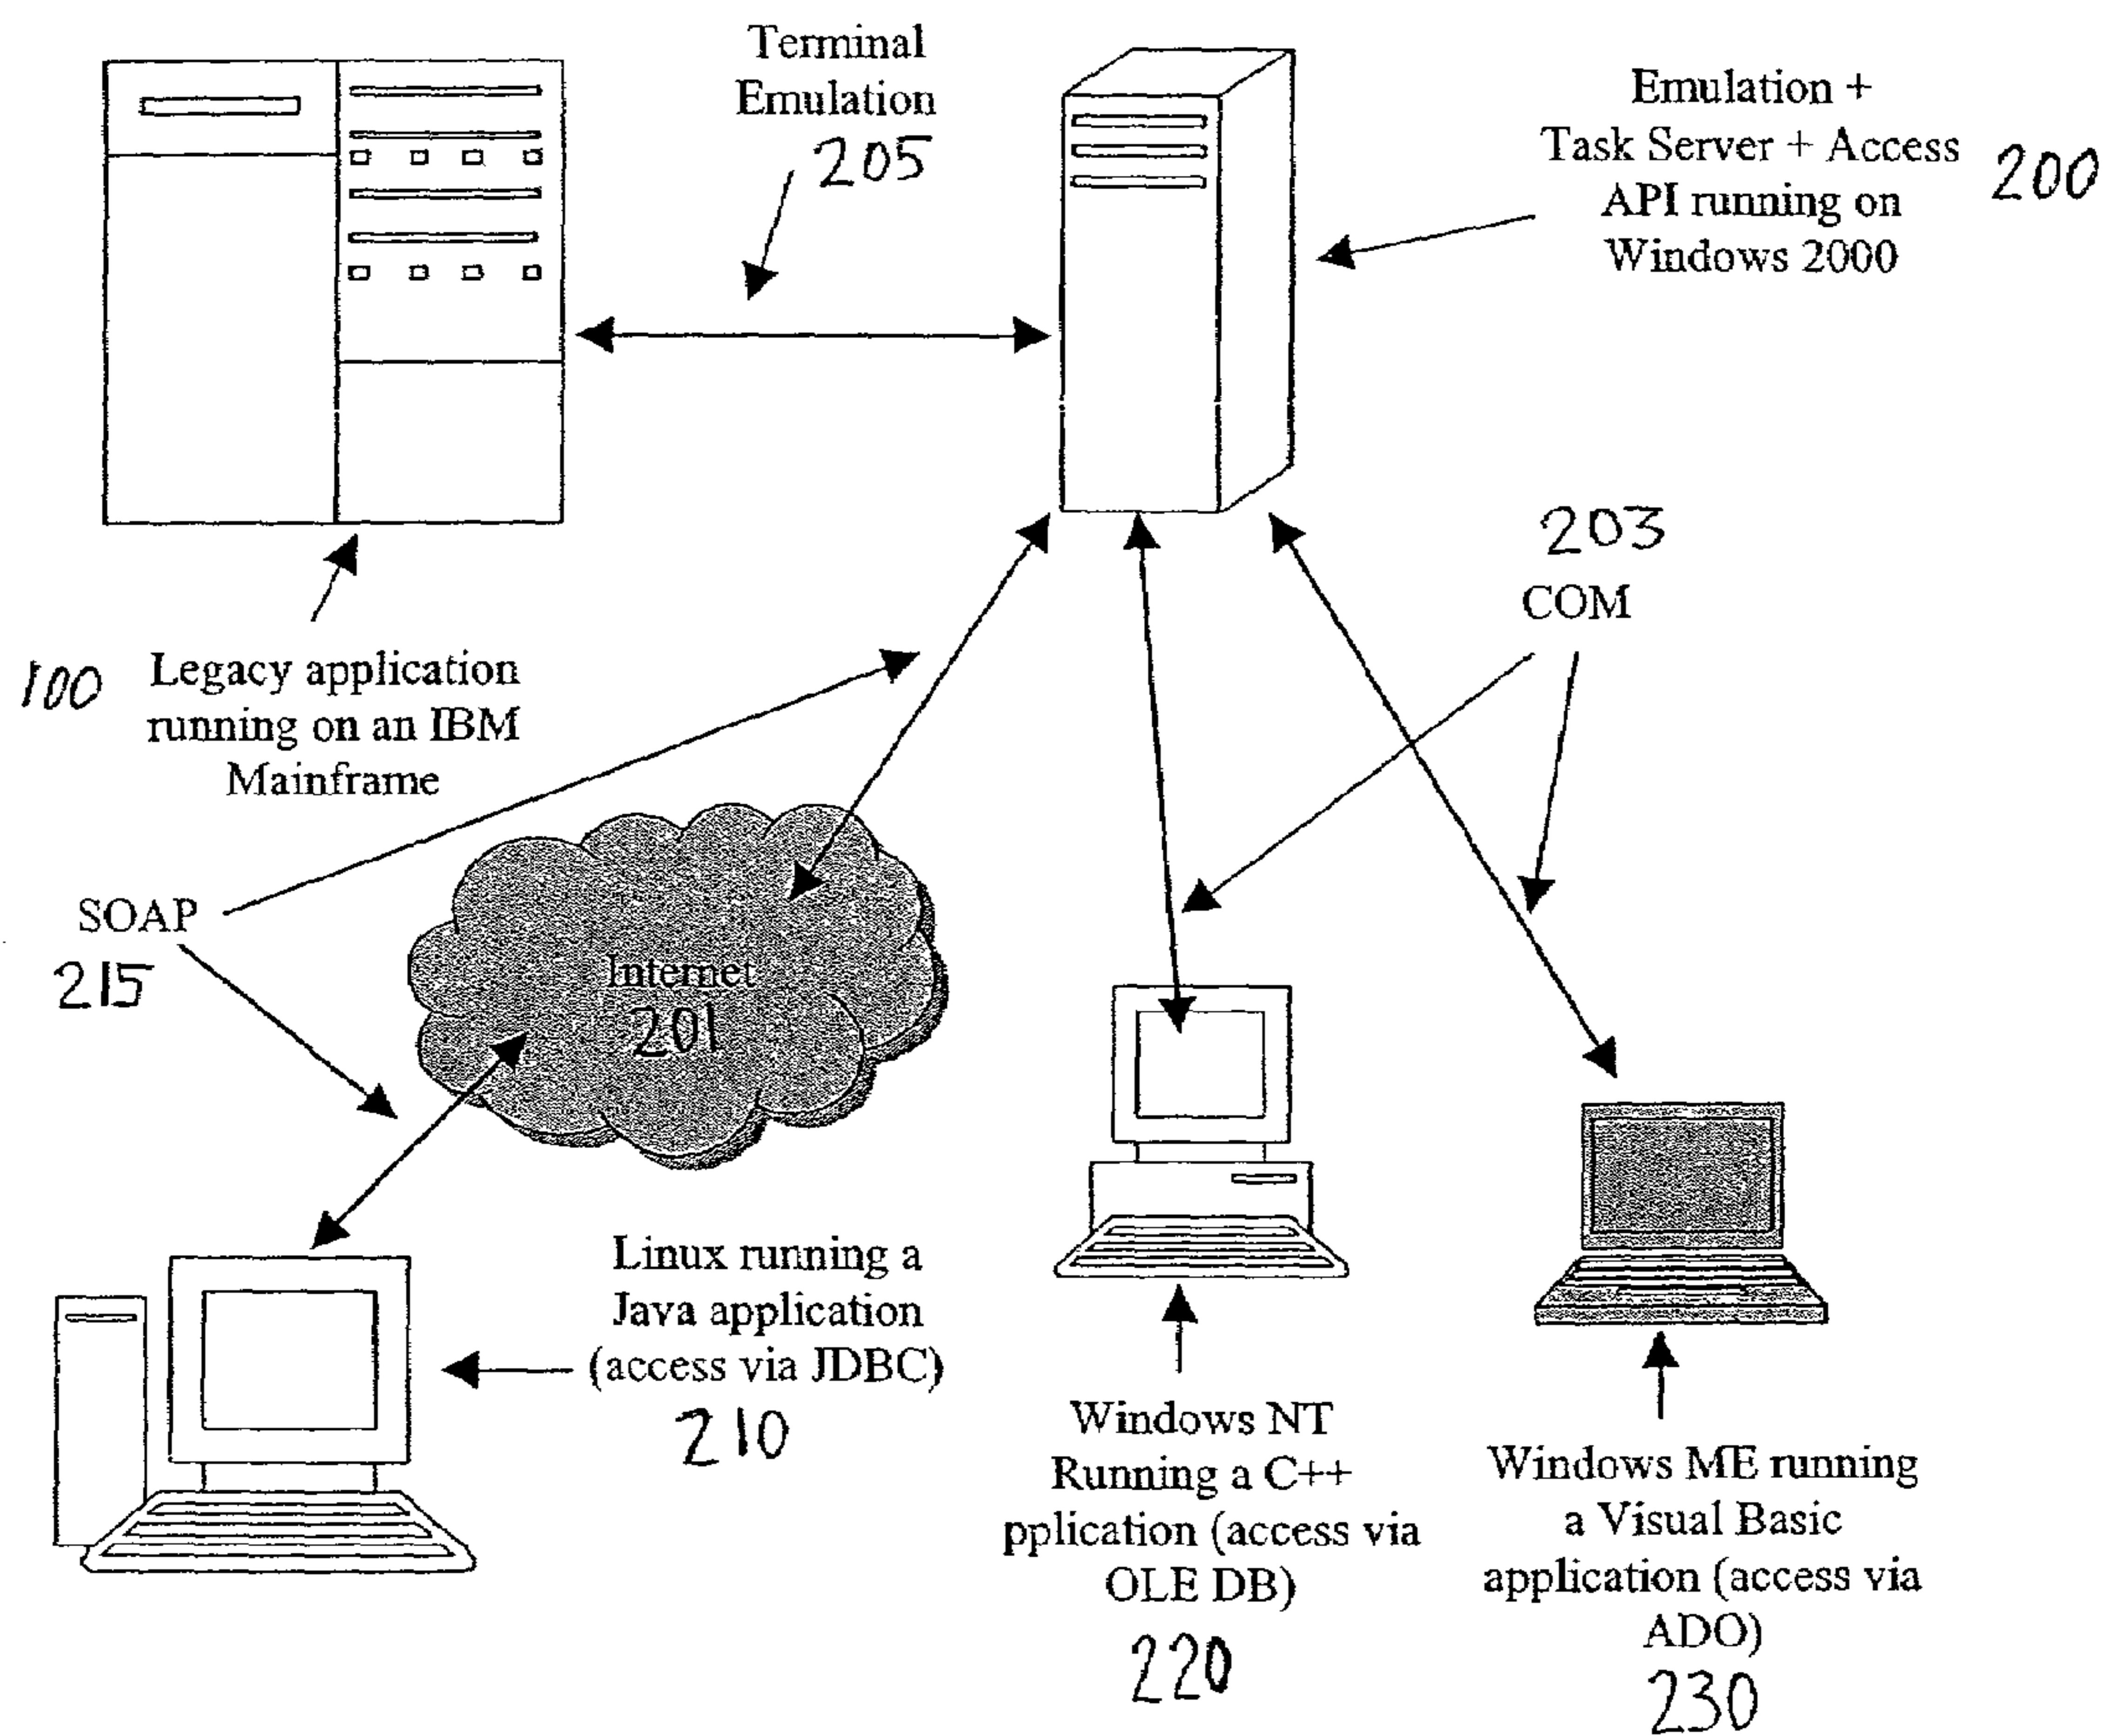 Terminal
Emulation
205
Emulation +
Task Server + Access
API running on
Windows 2000
200
203
COM
100
Legacy application
running on an IBM
Mainframe
SOAP
215
Internet
201
Linux running a
Java application
(access via JDBC)
210
Windows NT
Running a C++
pplication (access via
OLE DB)
220
Windows ME running
a Visual Basic
application (access via
ADO)
230